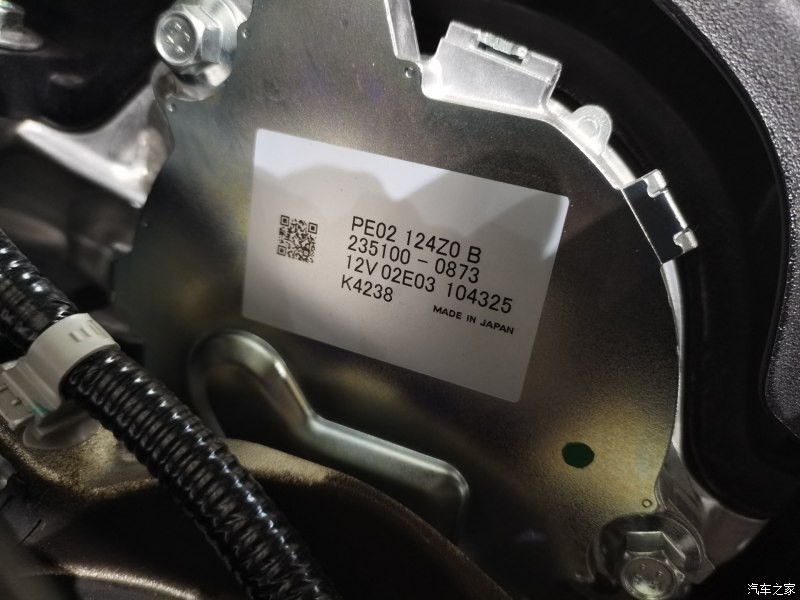 PE02 124Z0 B
235100-0873
12V 02E03 104325
K4238
MADE IN JAPAN
汽车之家